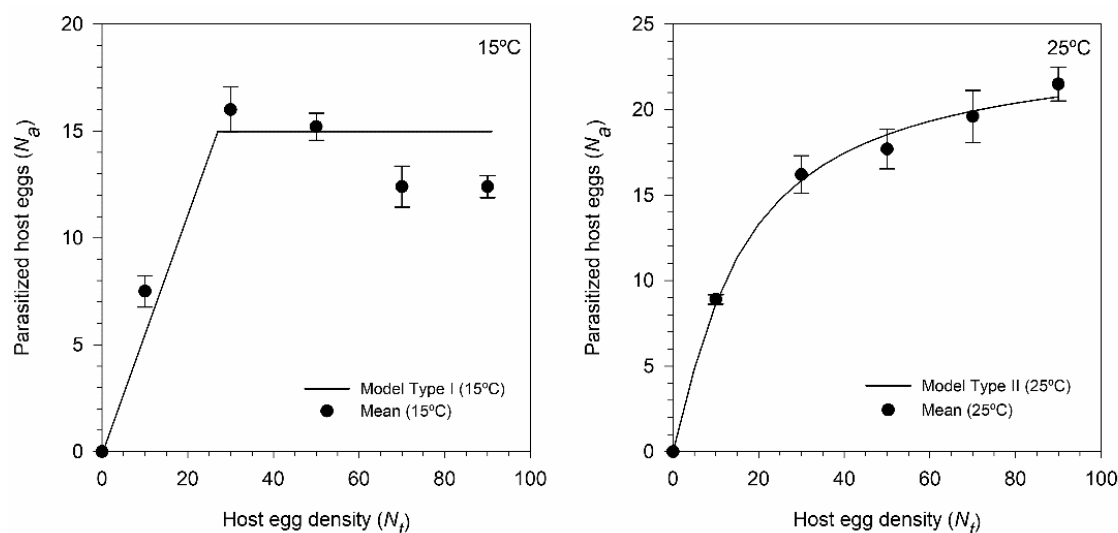 20
15
10
5
0
0
20
40
60
80
100
Parasitized host eggs (Na)
Host egg density (Nt)
15ºC
Model Type I (15ºC)
Mean (15ºC)
25
20
15
10
5
0
0
20
40
60
80
100
Parasitized host eggs (Na)
Host egg density (Nt)
25ºC
Model Type II (25ºC)
Mean (25ºC)